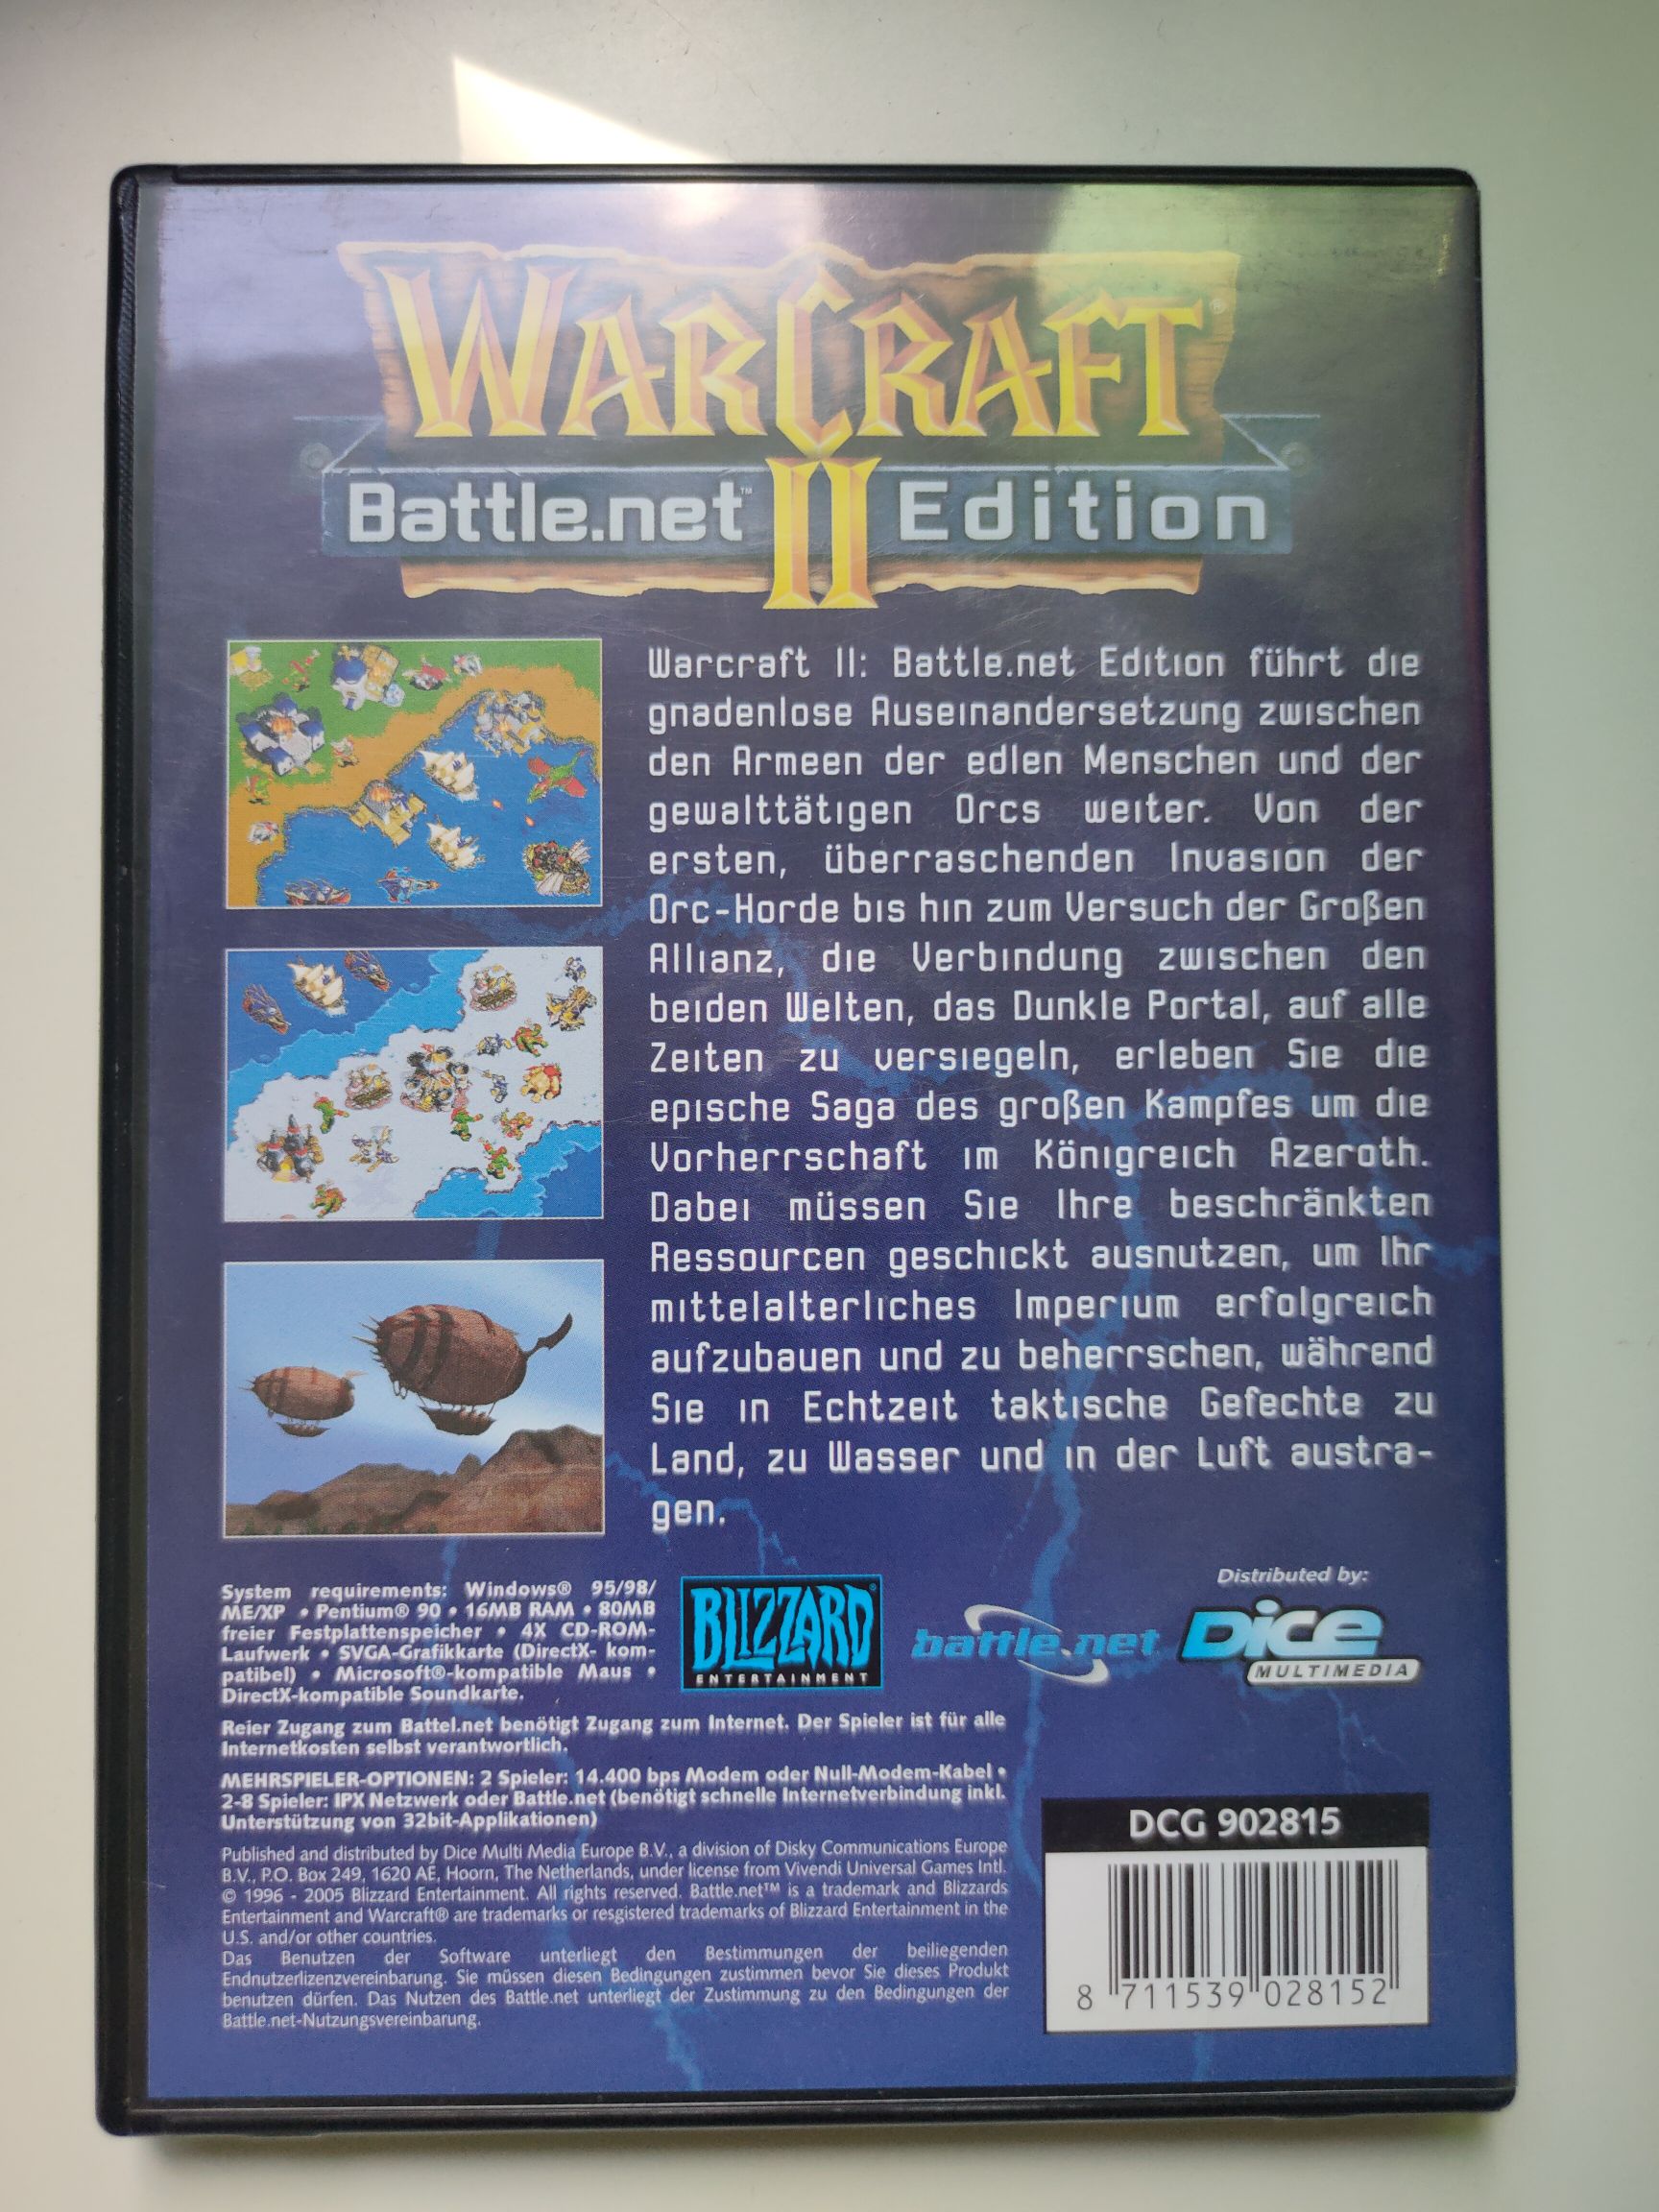 WARCRAFT
II
Battle.net™ Edition
Warcraft II: Battle.net Edition führt die
gnadenlose Auseinandersetzung zwischen
den Armeen der edlen Menschen und der
gewalttätigen Orcs weiter. Von der
ersten, überraschenden Invasion der
Orc-Horde bis hin zum Versuch der Großen
Allianz, die Verbindung zwischen den
beiden Welten, das Dunkle Portal, auf alle
Zeiten zu versiegeln, erleben Sie die
epische Saga des großen Kampfes um die
Vorherrschaft im Königreich Azeroth.
Dabei müssen Sie Ihre beschränkten
Ressourcen geschickt ausnutzen, um Ihr
mittelalterliches Imperium erfolgreich
aufzubauen und zu beherrschen, während
Sie in Echtzeit taktische Gefechte zu
Land, zu Wasser und in der Luft austra-
gen.
System requirements: Windows® 95/98/
ME/XP • Pentium® 90 • 16MB RAM • 80MB
freier Festplattenspeicher • 4X CD-ROM-
Laufwerk • SVGA-Grafikkarte (DirectX- kom-
patibel) • Microsoft®-kompatible Maus •
DirectX-kompatible Soundkarte.
BLIZZARD®
ENTERTAINMENT
battle.net
Distributed by:
Dice
MULTIMEDIA
Reier Zugang zum Battel.net benötigt Zugang zum Internet. Der Spieler ist für alle
Internetkosten selbst verantwortlich.
MEHRSPIELER-OPTIONEN: 2 Spieler: 14.400 bps Modem oder Null-Modem-Kabel •
2-8 Spieler: IPX Netzwerk oder Battle.net (benötigt schnelle Internetverbindung inkl.
Unterstützung von 32bit-Applikationen)
Published and distributed by Dice Multi Media Europe B.V., a division of Disky Communications Europe
B.V., P.O. Box 249, 1620 AE, Hoorn, The Netherlands, under license from Vivendi Universal Games Intl.
© 1996 - 2005 Blizzard Entertainment. All rights reserved. Battle.net™ is a trademark and Blizzards
Entertainment and Warcraft® are trademarks or resgistered trademarks of Blizzard Entertainment in the
U.S. and/or other countries.
Das Benutzen der Software unterliegt den Bestimmungen der beiliegenden
Endnutzerlizenzvereinbarung. Sie müssen diesen Bedingungen zustimmen bevor Sie dieses Produkt
benutzen dürfen. Das Nutzen des Battle.net unterliegt der Zustimmung zu den Bedingungen der
Battle.net-Nutzungsvereinbarung.
DCG 902815
8 711539 028152